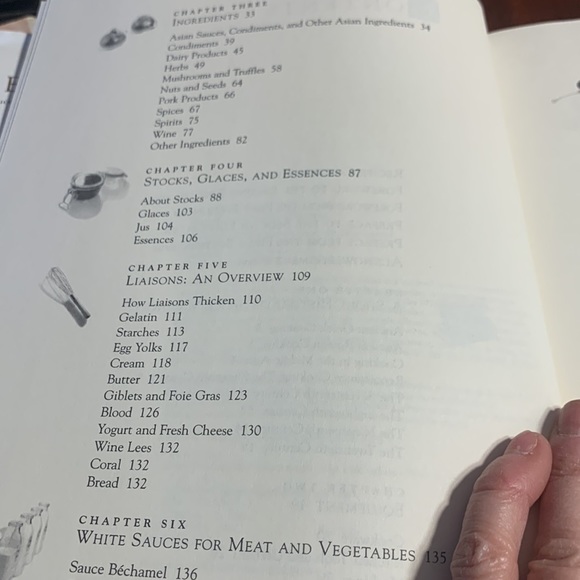 CHAPTER THREE
INGREDIENTS 33
Asian Sauces, Condiments, and Other Asian Ingredients 34
Condiments 39
Dairy Products 45
Herbs 49
Mushrooms and Truffles 58
Nuts and Seeds 64
Pork Products 66
Spices 67
Spirits 75
Wine 77
Other Ingredients 82
CHAPTER FOUR
STOCKS, GLACES, AND ESSENCES 87
About Stocks 88
Glaces 103
Jus 104
Essences 106
CHAPTER FIVE
LIAISONS: AN OVERVIEW 109
How Liaisons Thicken 110
Gelatin 111
Starches 113
Egg Yolks 117
Cream 118
Butter 121
Giblets and Foie Gras 123
Blood 126
Yogurt and Fresh Cheese 130
Wine Lees 132
Coral 132
Bread 132
CHAPTER SIX
WHITE SAUCES FOR MEAT AND VEGETABLES 135
Sauce Béchamel 136